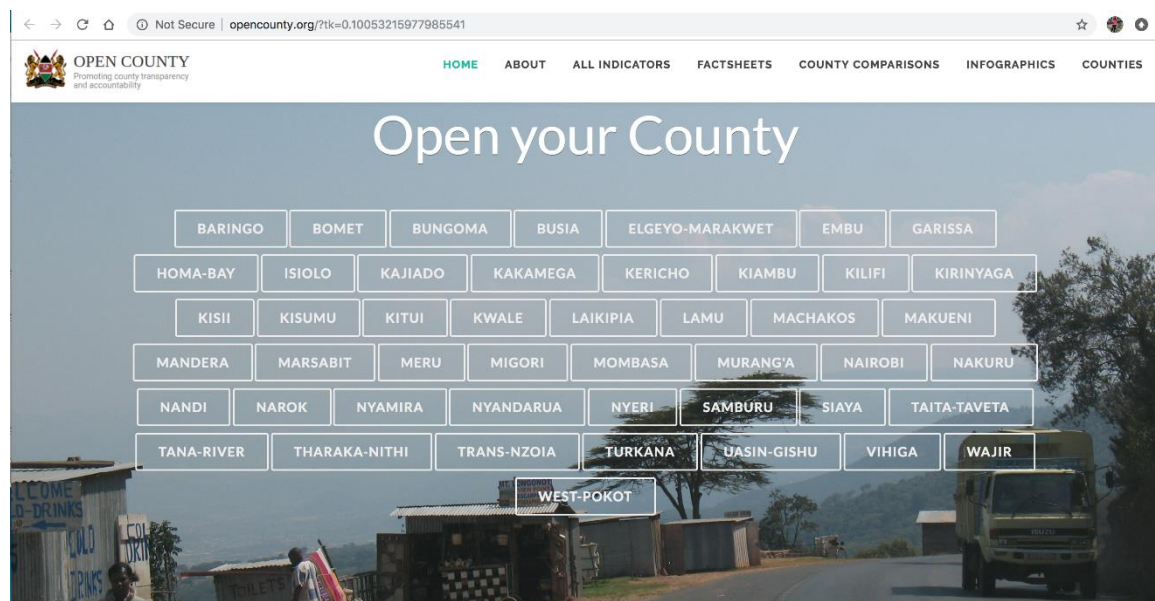 Not Secure | opencounty.org/?tk=0.10053215977985541
OPEN COUNTY
Promoting county transparency
and accountability
HOME ABOUT ALL INDICATORS FACTSHEETS COUNTY COMPARISONS INFOGRAPHICS COUNTIES
Open your County
BARINGO BOMET BUNGOMA BUSIA ELGEYO-MARAKWET EMBU GARISSA
HOMA-BAY ISIOLO KAJIADO KAKAMEGA KERICHO KIAMBU KILIFI KIRINYAGA
KISII KISUMU KITUI KWALE LAIKIPIA LAMU MACHAKOS MAKUENI
MANDERA MARSABIT MERU MIGORI MOMBASA MURANG'A NAIROBI NAKURU
NANDI NAROK NYAMIRA NYANDARUA NYERI SAMBURU SIAYA TAITA-TAVETA
TANA-RIVER THARAKA-NITHI TRANS-NZOIA TURKANA UASIN-GISHU VIHIGA WAJIR
WEST-POKOT
TOILETS
ISUZU